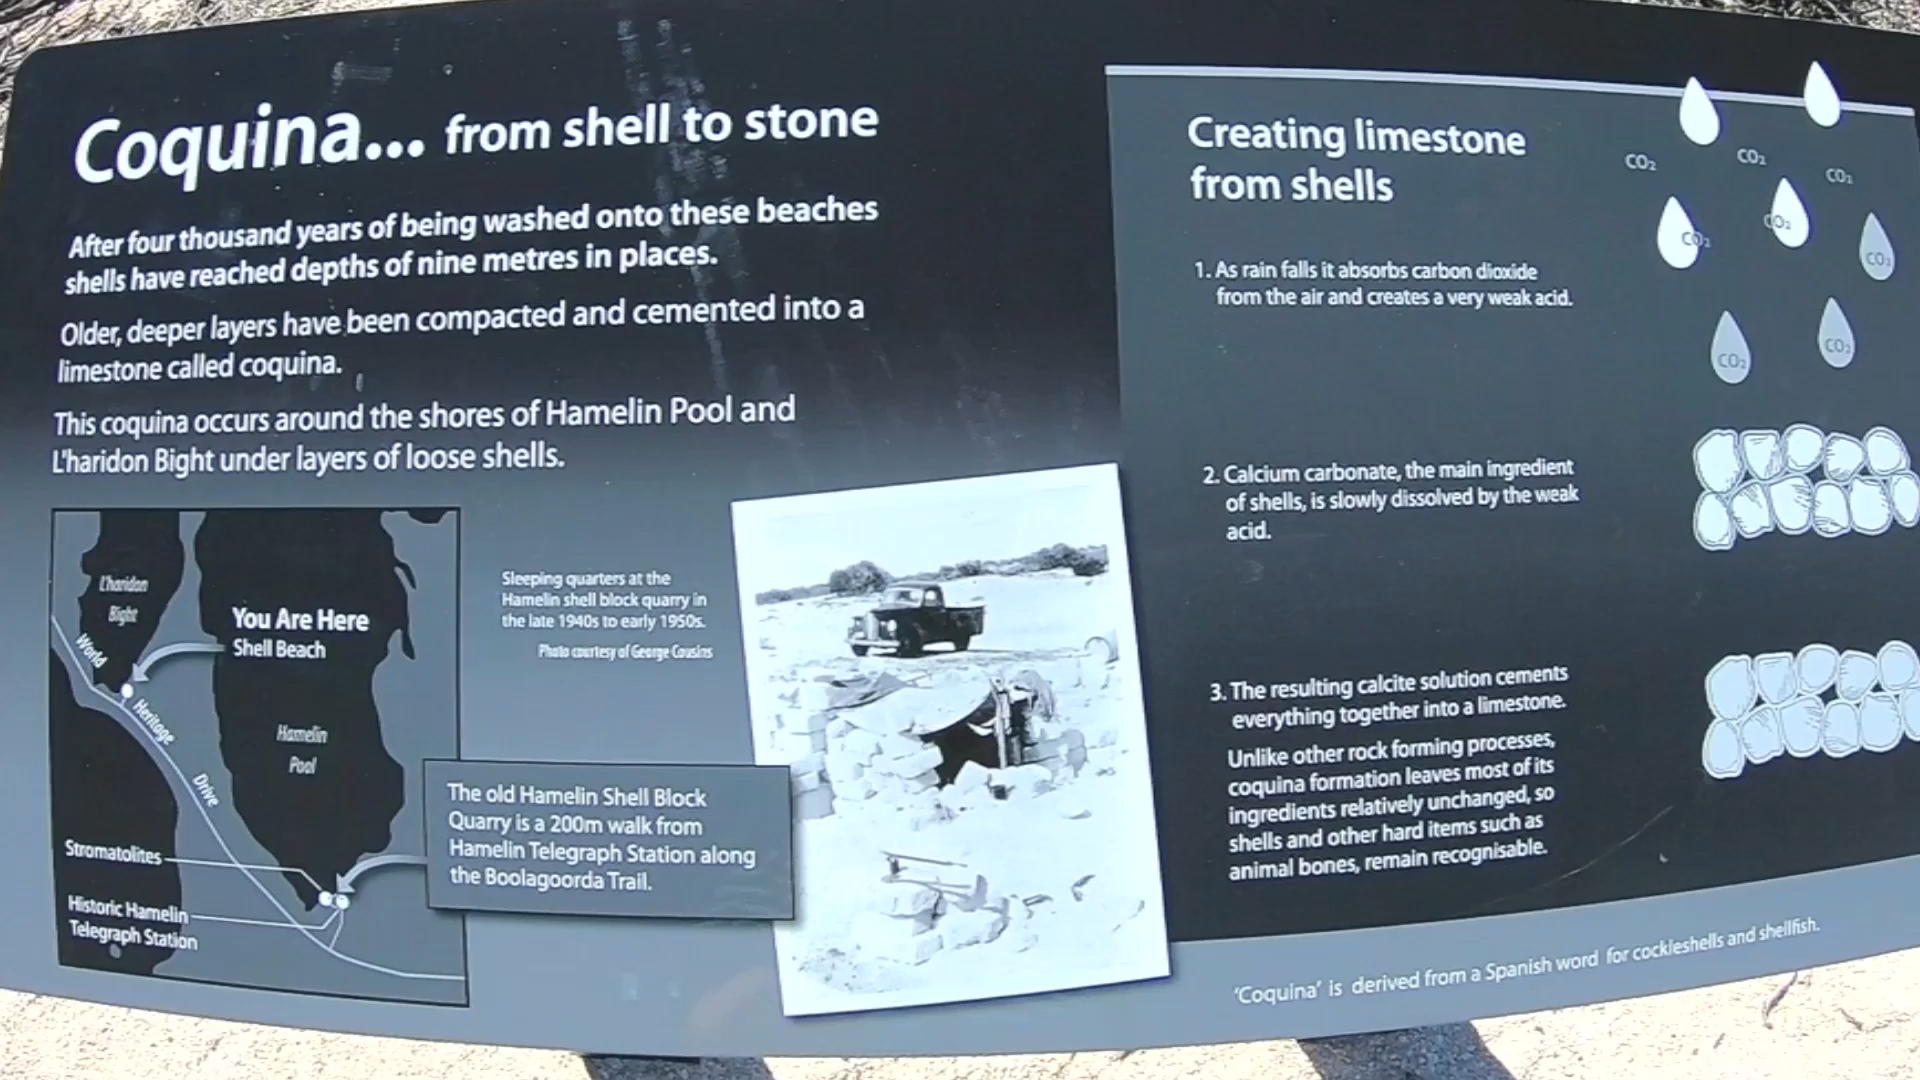 Coquina... from shell to stone
After four thousand years of being washed onto these beaches
shells have reached depths of nine metres in places.
Older, deeper layers have been compacted and cemented into a
limestone called coquina.
This coquina occurs around the shores of Hamelin Pool and
L'haridon Bight under layers of loose shells.
L'haridon
Bight
You Are Here
Shell Beach
World
Heritage
Drive
Hamelin
Pool
Stromatolites
Historic Hamelin
Telegraph Station
Sleeping quarters at the
Hamelin shell block quarry in
the late 1940s to early 1950s.
Photo courtesy of George Cousins
The old Hamelin Shell Block
Quarry is a 200m walk from
Hamelin Telegraph Station along
the Boolagoorda Trail.
Creating limestone
from shells
CO₂
CO₂
CO₂
CO₂
CO₂
CO₂
CO₂
CO₂
1. As rain falls it absorbs carbon dioxide
from the air and creates a very weak acid.
2. Calcium carbonate, the main ingredient
of shells, is slowly dissolved by the weak
acid.
3. The resulting calcite solution cements
everything together into a limestone.
Unlike other rock forming processes,
coquina formation leaves most of its
ingredients relatively unchanged, so
shells and other hard items such as
animal bones, remain recognisable.
'Coquina' is derived from a Spanish word for cockleshells and shellfish.